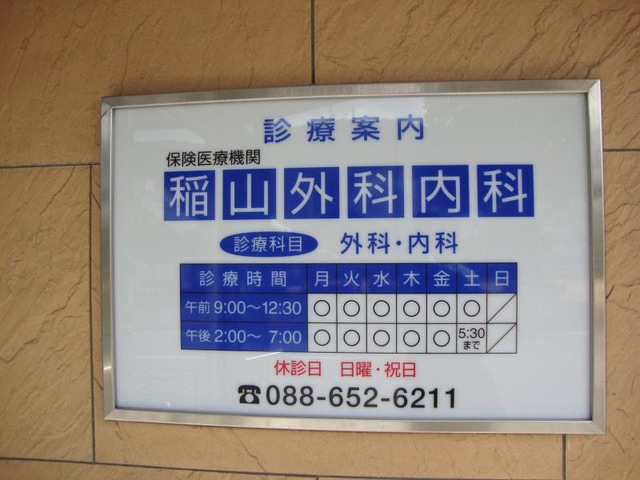 診療案内
保険医療機関
稲山外科内科
診療科目 外科・内科
診療時間 月 火 水 木 金 土 日
午前 9:00〜12:30 ○ ○ ○ ○ ○ ○ ／
午後 2:00〜 7:00 ○ ○ ○ ○ ○ 5:30まで ／
休診日 日曜・祝日
☎088-652-6211